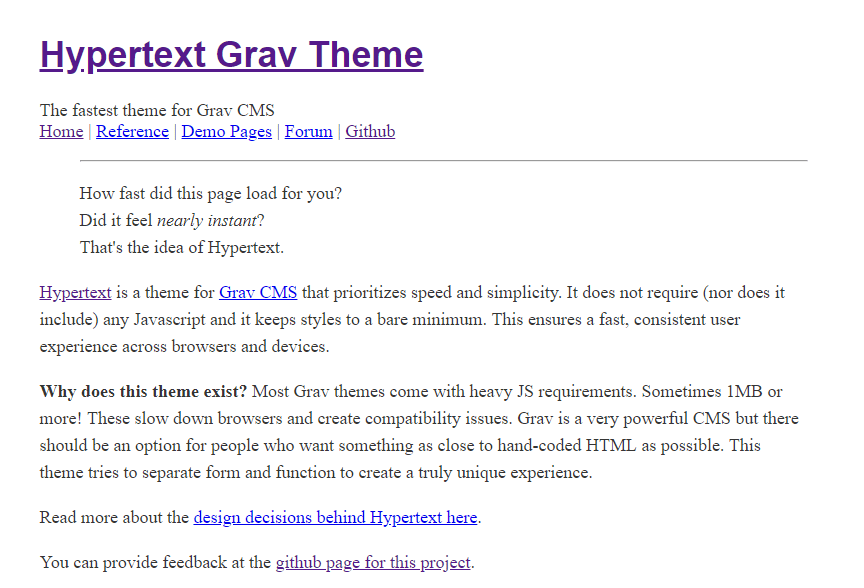 Hypertext Grav Theme
The fastest theme for Grav CMS
Home | Reference | Demo Pages | Forum | Github
How fast did this page load for you?
Did it feel nearly instant?
That's the idea of Hypertext.
Hypertext is a theme for Grav CMS that prioritizes speed and simplicity. It does not require (nor does it
include) any Javascript and it keeps styles to a bare minimum. This ensures a fast, consistent user
experience across browsers and devices.
Why does this theme exist? Most Grav themes come with heavy JS requirements. Sometimes 1MB or
more! These slow down browsers and create compatibility issues. Grav is a very powerful CMS but there
should be an option for people who want something as close to hand-coded HTML as possible. This
theme tries to separate form and function to create a truly unique experience.
Read more about the design decisions behind Hypertext here.
You can provide feedback at the github page for this project.